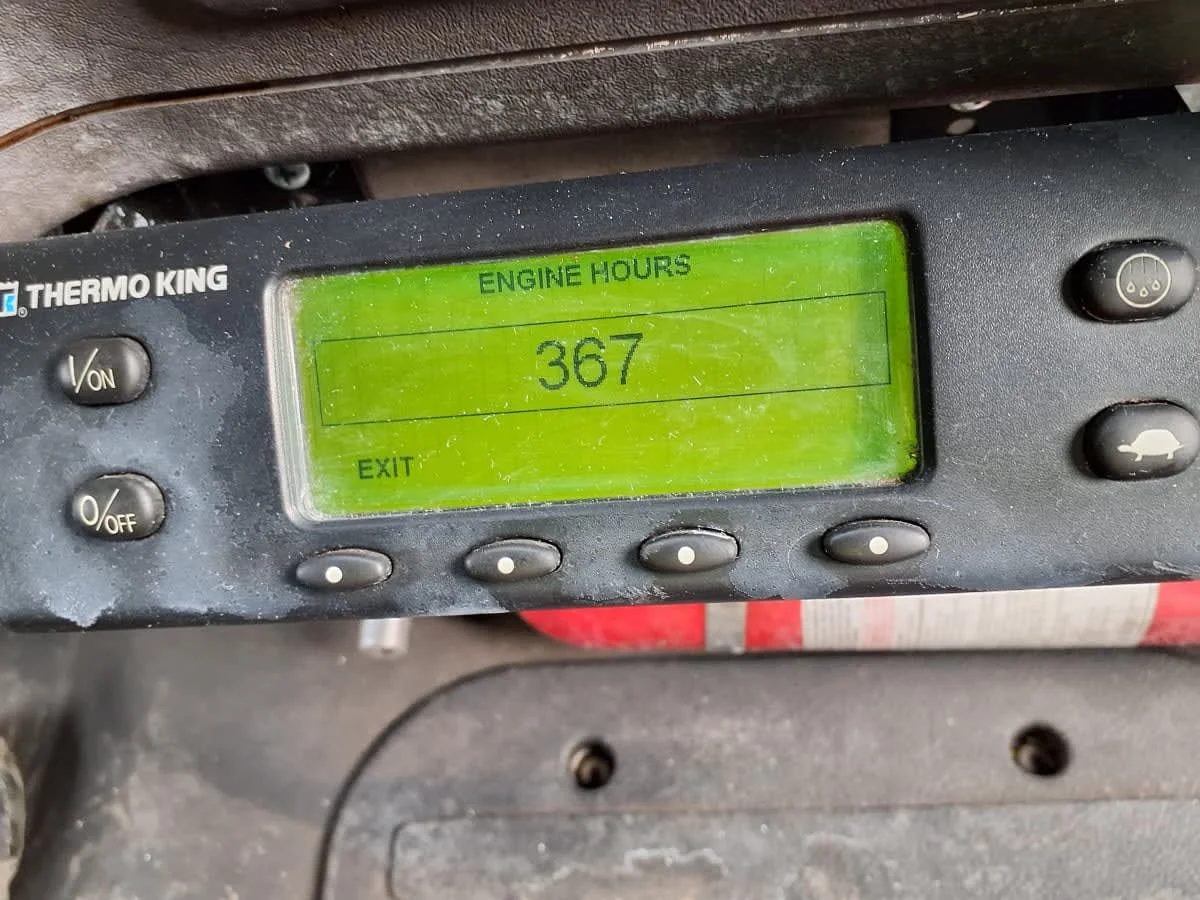 ENGINE HOURS
THERMO KING
®
367
I/ON
EXIT
O/OFF